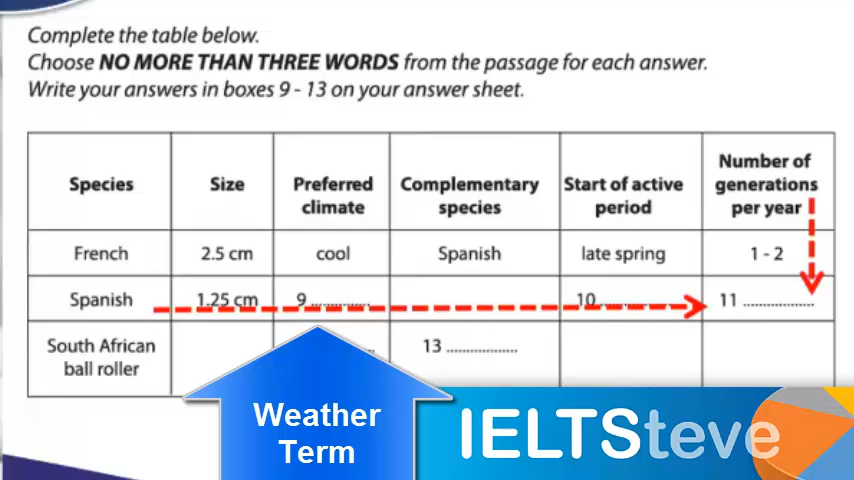 Complete the table below.
Choose NO MORE THAN THREE WORDS from the passage for each answer.
Write your answers in boxes 9 - 13 on your answer sheet.
Species Size Preferred climate Complementary species Start of active period Number of generations per year
French 2.5 cm cool Spanish late spring 1 - 2
Spanish 1.25 cm 9 ............... 10 ............... 11 ...............
South African ball roller ... 13 ...............
Weather
Term
IELTSteve